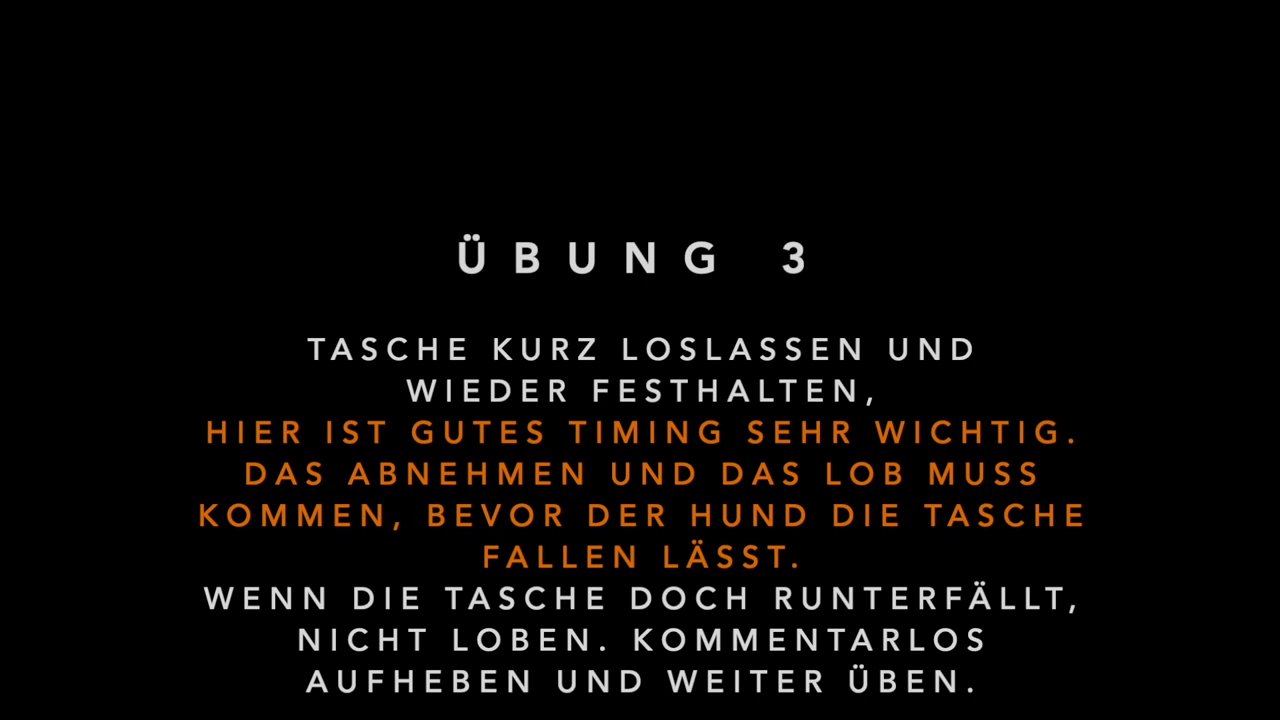 ÜBUNG 3
TASCHE KURZ LOSLASSEN UND
WIEDER FESTHALTEN,
HIER IST GUTES TIMING SEHR WICHTIG.
DAS ABNEHMEN UND DAS LOB MUSS
KOMMEN, BEVOR DER HUND DIE TASCHE
FALLEN LÄSST.
WENN DIE TASCHE DOCH RUNTERFÄLLT,
NICHT LOBEN. KOMMENTARLOS
AUFHEBEN UND WEITER ÜBEN.